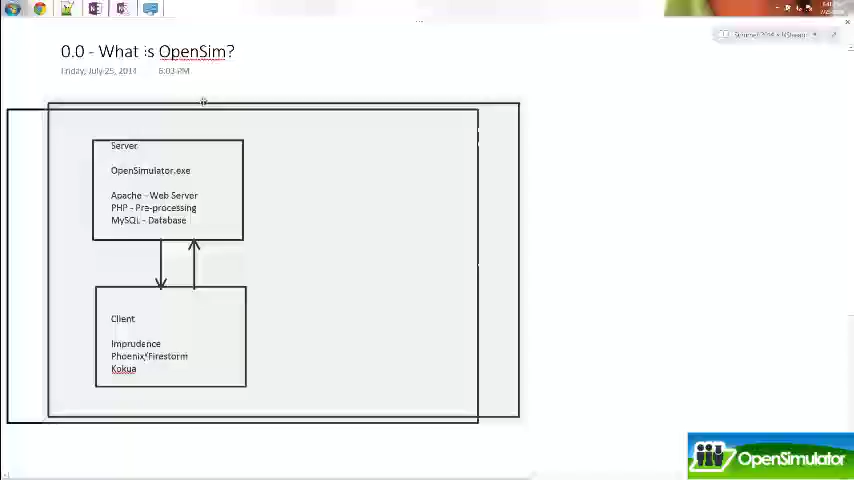 0.0 - What is OpenSim?
Friday, July 25, 2014 6:03 PM
Server
OpenSimulator.exe
Apache - Web Server
PHP - Pre-processing
MySQL - Database
Client
Imprudence
Phoenix/Firestorm
Kokua
OpenSimulator